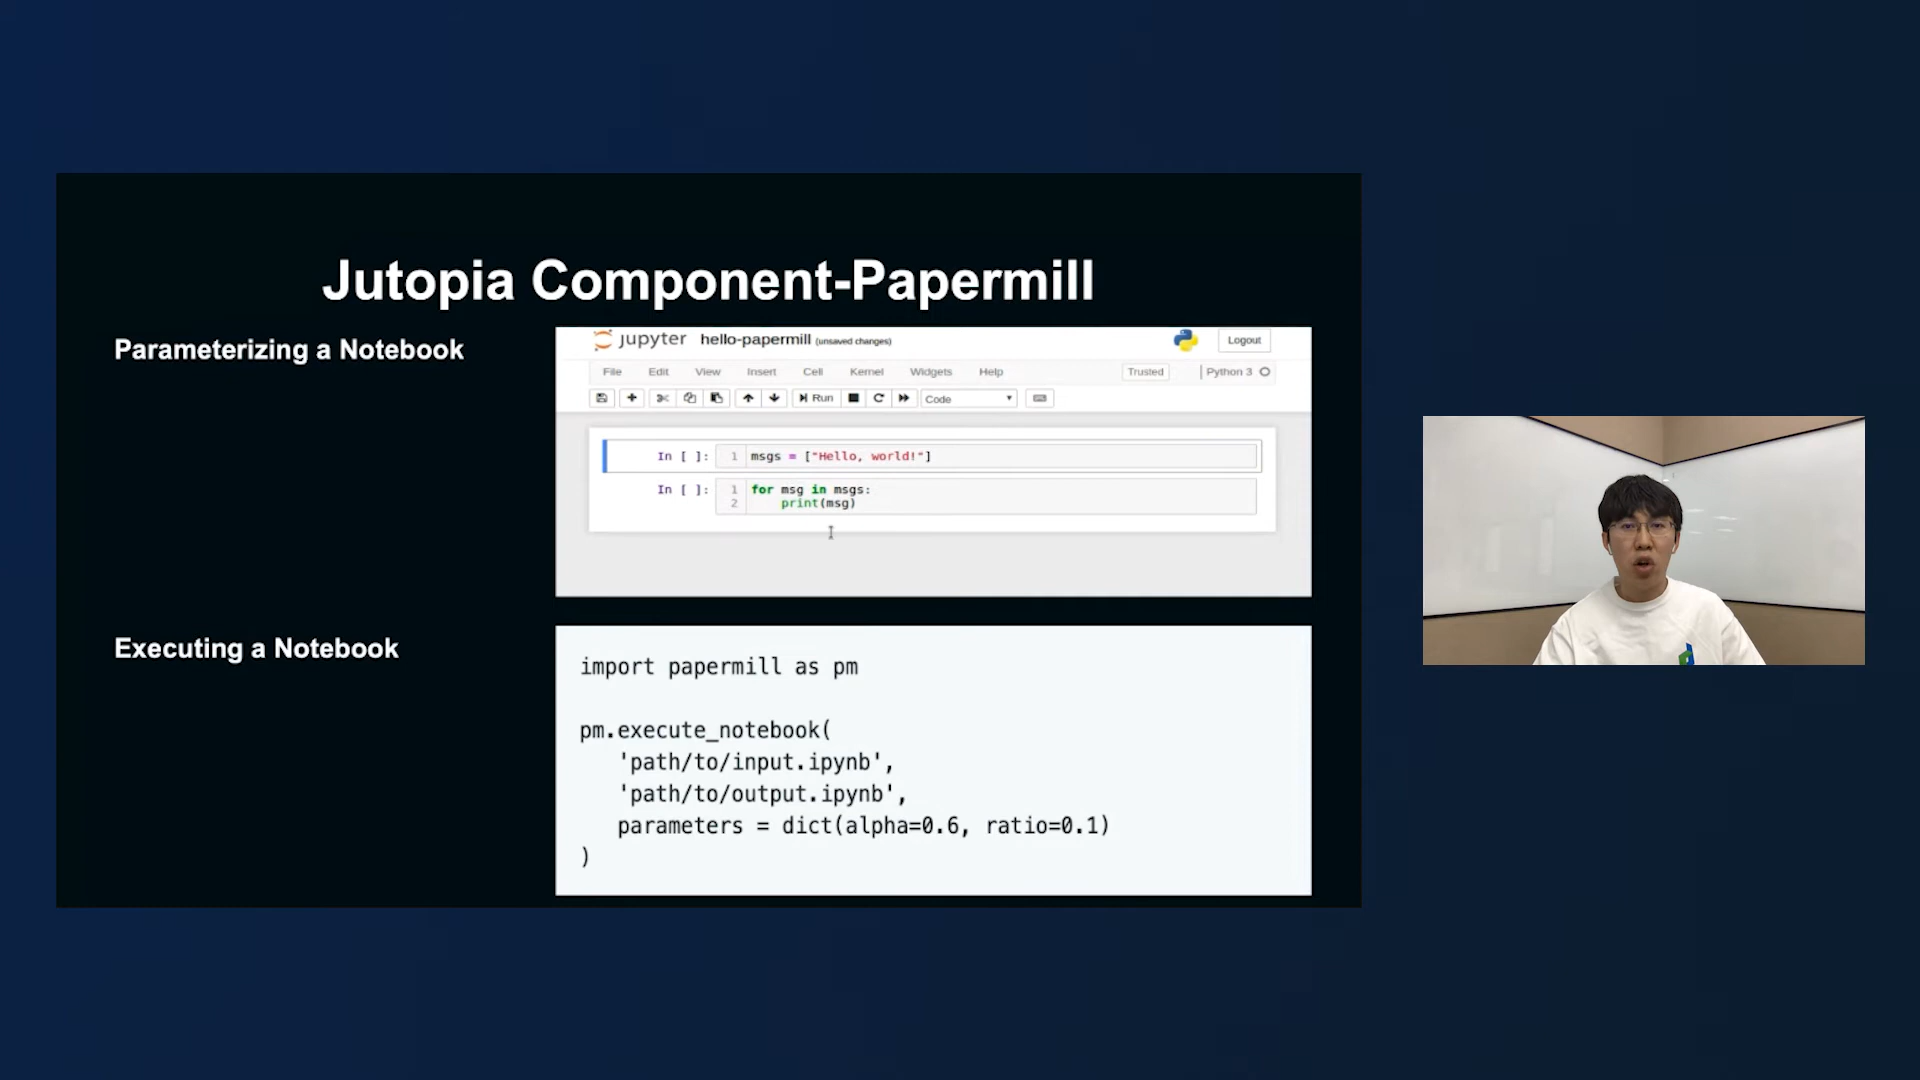 Jutopia Component-Papermill
Parameterizing a Notebook
jupyter hello-papermill (unsaved changes)
Logout
File Edit View Insert Cell Kernel Widgets Help
Trusted
Python 3
Run
Code
In [ ]: 1 msgs = ["Hello, world!"]
In [ ]: 1 for msg in msgs:
2 print(msg)
Executing a Notebook
import papermill as pm
pm.execute_notebook(
'path/to/input.ipynb',
'path/to/output.ipynb',
parameters = dict(alpha=0.6, ratio=0.1)
)